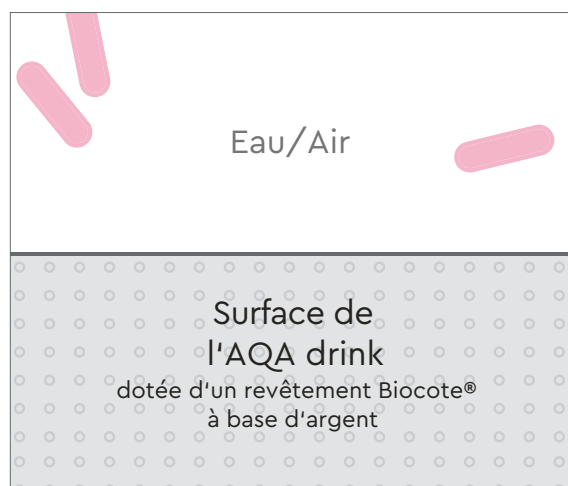 Eau/Air
Surface de
l'AQA drink
dotée d'un revêtement Biocote®
à base d'argent